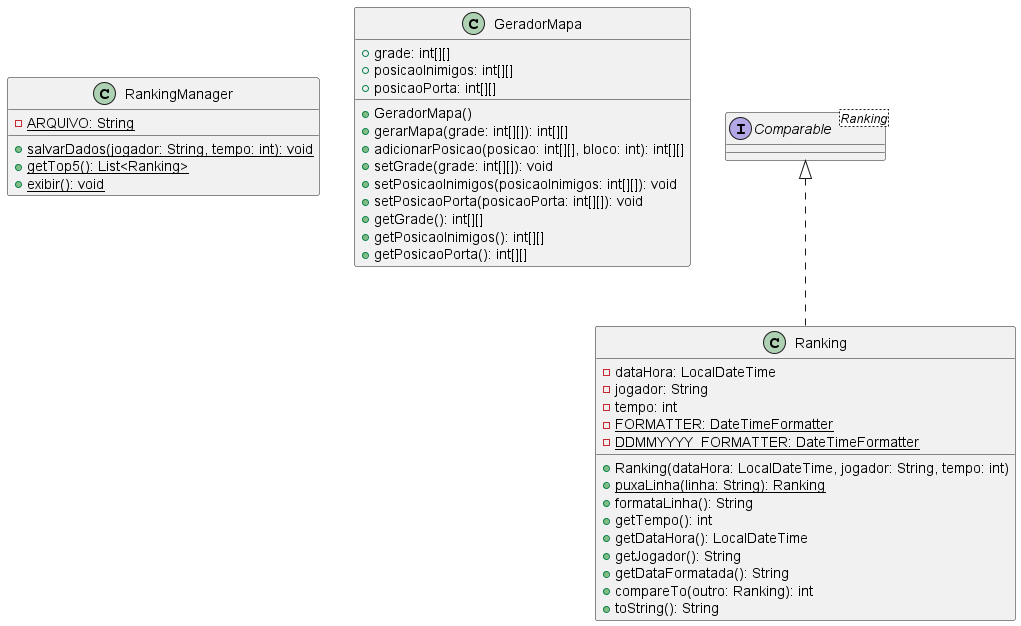 C RankingManager
ARQUIVO: String
salvarDados(jogador: String, tempo: int): void
getTop5(): List<Ranking>
exibir(): void
C GeradorMapa
grade: int[][]
posicaoInimigos: int[][]
posicaoPorta: int[][]
GeradorMapa()
gerarMapa(grade: int[][]): int[][]
adicionarPosicao(posicao: int[][], bloco: int): int[][]
setGrade(grade: int[][]): void
setPosicaoInimigos(posicaoInimigos: int[][]): void
setPosicaoPorta(posicaoPorta: int[][]): void
getGrade(): int[][]
getPosicaoInimigos(): int[][]
getPosicaoPorta(): int[][]
I Comparable
Ranking
C Ranking
dataHora: LocalDateTime
jogador: String
tempo: int
FORMATTER: DateTimeFormatter
DDMMYYYY_FORMATTER: DateTimeFormatter
Ranking(dataHora: LocalDateTime, jogador: String, tempo: int)
puxaLinha(linha: String): Ranking
formataLinha(): String
getTempo(): int
getDataHora(): LocalDateTime
getJogador(): String
getDataFormatada(): String
compareTo(outro: Ranking): int
toString(): String